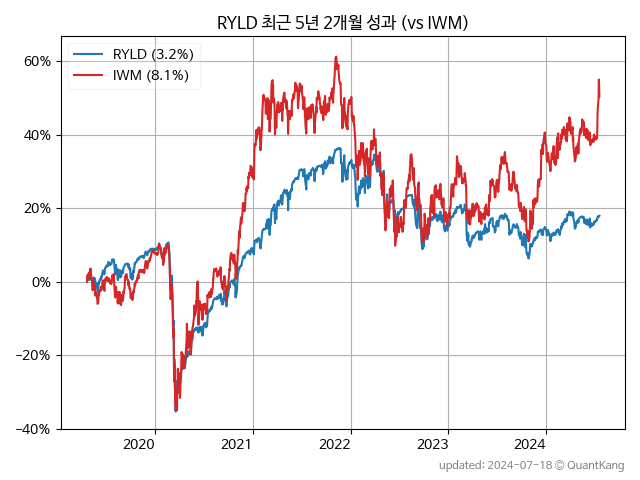 RYLD 최근 5년 2개월 성과 (vs IWM)
RYLD (3.2%)
IWM (8.1%)
60%
40%
20%
0%
−20%
−40%
2020 2021 2022 2023 2024
updated: 2024-07-18 © QuantKang